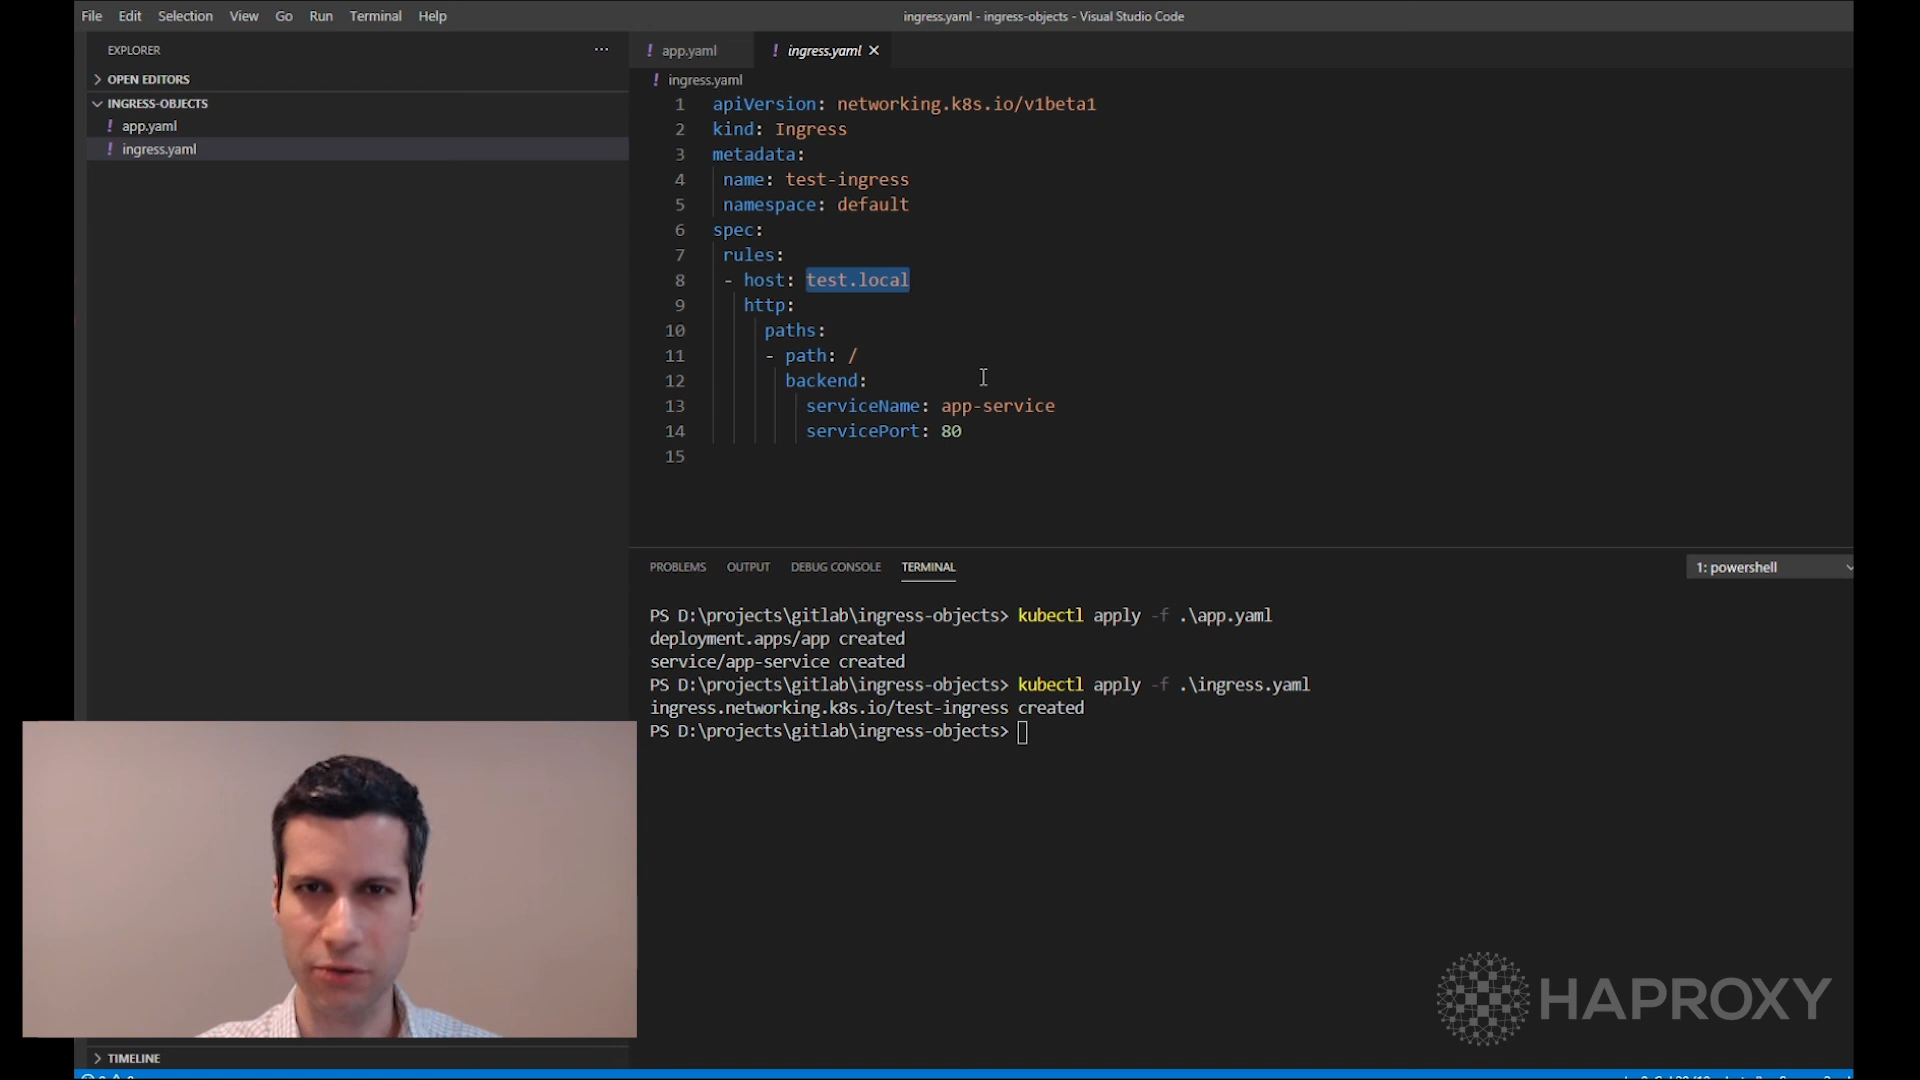 File Edit Selection View Go Run Terminal Help
ingress.yaml - ingress-objects - Visual Studio Code
EXPLORER ...
OPEN EDITORS
INGRESS-OBJECTS
! app.yaml
! ingress.yaml
! app.yaml
! ingress.yaml
! ingress.yaml
1 apiVersion: networking.k8s.io/v1beta1
2 kind: Ingress
3 metadata:
4 name: test-ingress
5 namespace: default
6 spec:
7 rules:
8 - host: test.local
9 http:
10 paths:
11 - path: /
12 backend:
13 serviceName: app-service
14 servicePort: 80
15
PROBLEMS OUTPUT DEBUG CONSOLE TERMINAL
1: powershell
PS D:\projects\gitlab\ingress-objects> kubectl apply -f .\app.yaml
deployment.apps/app created
service/app-service created
PS D:\projects\gitlab\ingress-objects> kubectl apply -f .\ingress.yaml
ingress.networking.k8s.io/test-ingress created
PS D:\projects\gitlab\ingress-objects>
HAPROXY
TIMELINE